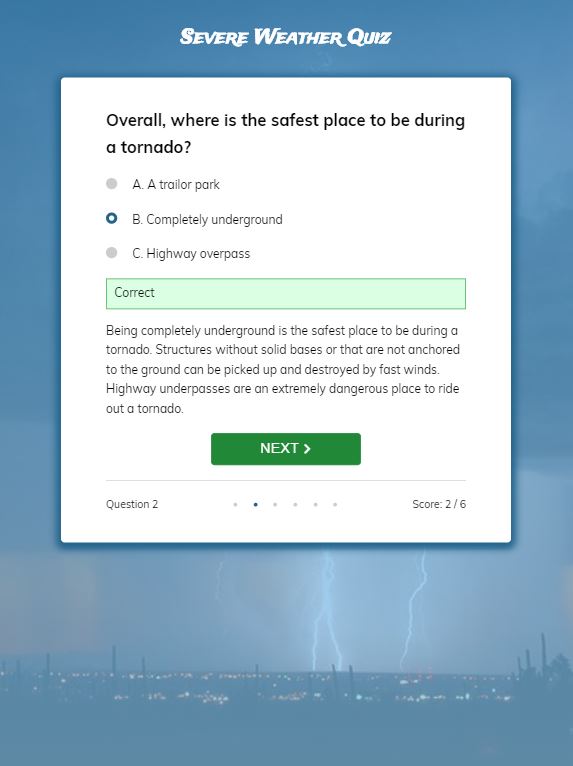 Severe Weather Quiz
Overall, where is the safest place to be during
a tornado?
A. A trailor park
B. Completely underground
C. Highway overpass
Correct
Being completely underground is the safest place to be during a
tornado. Structures without solid bases or that are not anchored
to the ground can be picked up and destroyed by fast winds.
Highway underpasses are an extremely dangerous place to ride
out a tornado.
NEXT
Question 2
Score: 2 / 6